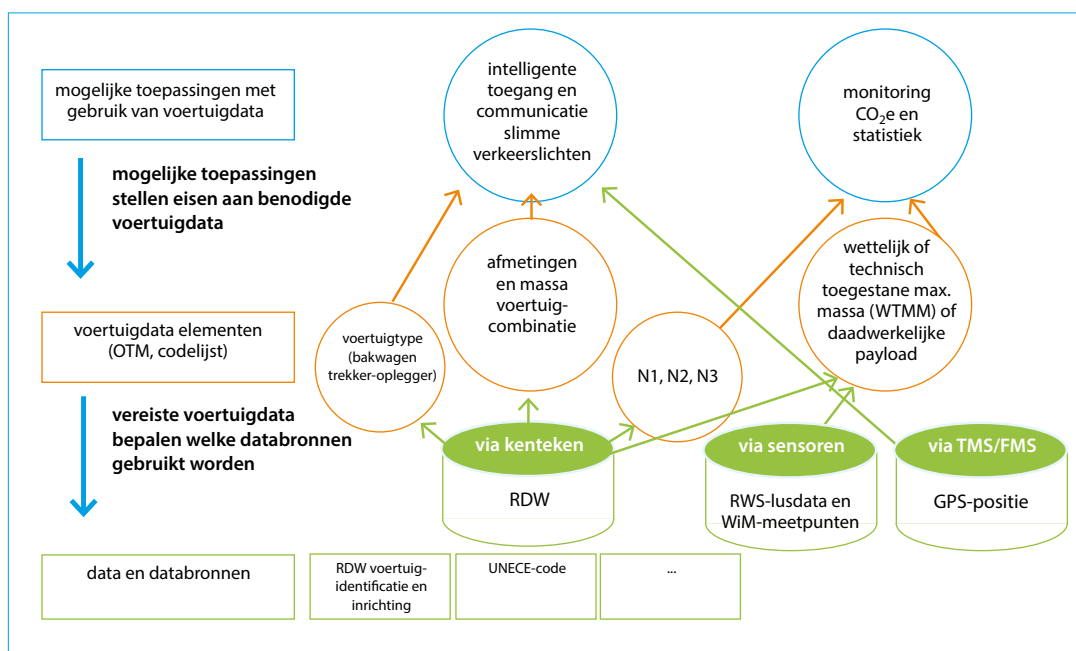 mogelijke toepassingen met
gebruik van voertuigdata
intelligente
toegang en
communicatie
slimme
verkeerslichten
monitoring
CO₂e en
statistiek
mogelijke toepassingen
stellen eisen aan benodigde
voertuigdata
voertuigdata elementen
(OTM, codelijst)
voertuigtype
(bakwagen
trekker-oplegger)
afmetingen
en massa
voertuig-
combinatie
N1, N2, N3
wettelijk of
technisch
toegestane max.
massa (WTMM) of
daadwerkelijke
payload
vereiste voertuigdata
bepalen welke databronnen
gebruikt worden
via kenteken
RDW
via sensoren
RWS-lusdata en
WiM-meetpunten
via TMS/FMS
GPS-positie
data en databronnen
RDW voertuig-
identificatie en
inrichting
UNECE-code
...